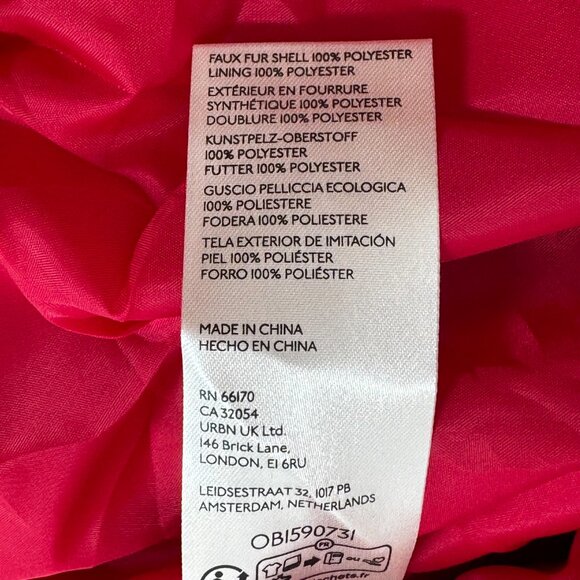 FAUX FUR SHELL 100% POLYESTER
LINING 100% POLYESTER
EXTÉRIEUR EN FOURRURE
SYNTHÉTIQUE 100% POLYESTER
DOUBLURE 100% POLYESTER
KUNSTPELZ-OBERSTOFF
100% POLYESTER
FUTTER 100% POLYESTER
GUSCIO PELLICCIA ECOLOGICA
100% POLIESTERE
FODERA 100% POLIESTERE
TELA EXTERIOR DE IMITACIÓN
PIEL 100% POLIÉSTER
FORRO 100% POLIÉSTER
MADE IN CHINA
HECHO EN CHINA
RN 66170
CA 32054
URBN UK Ltd.
146 Brick Lane,
LONDON, E1 6RU
LEIDSESTRAAT 32, 1017 PB
AMSTERDAM, NETHERLANDS
OB1590731
FR
ou